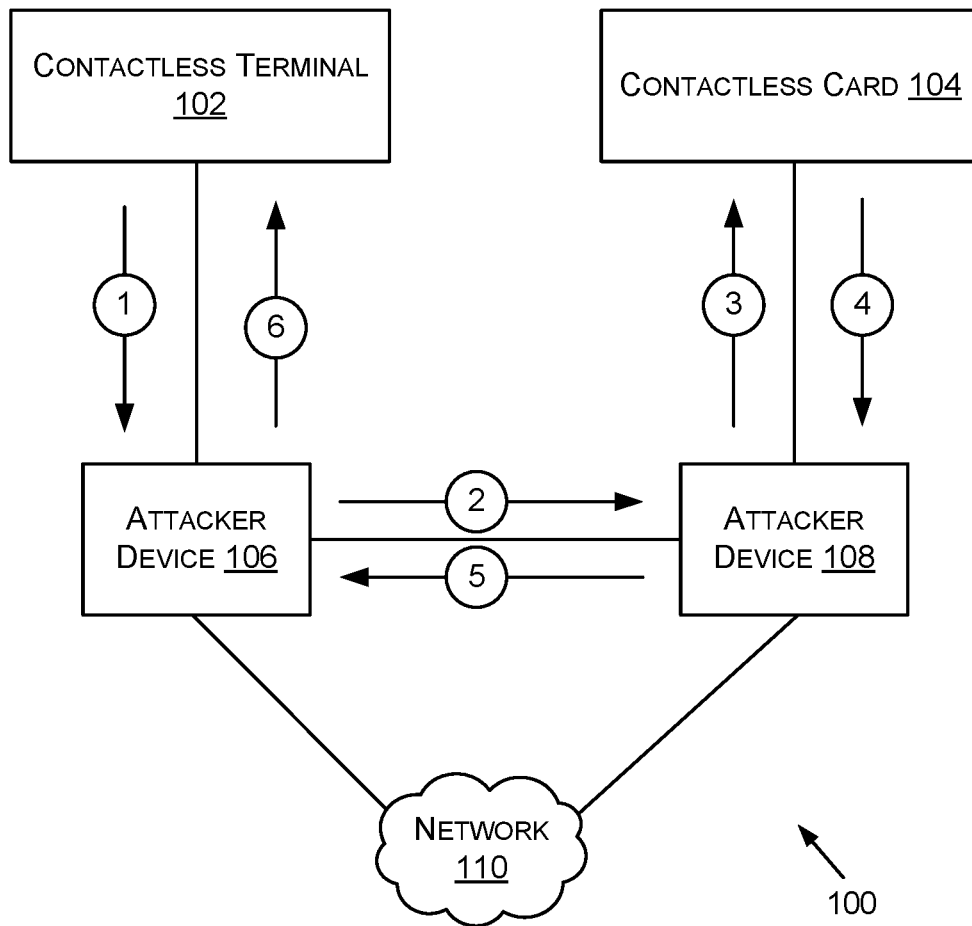 CONTACTLESS TERMINAL
102
CONTACTLESS CARD 104
1
6
3
4
ATTACKER
DEVICE 106
2
5
ATTACKER
DEVICE 108
NETWORK
110
100